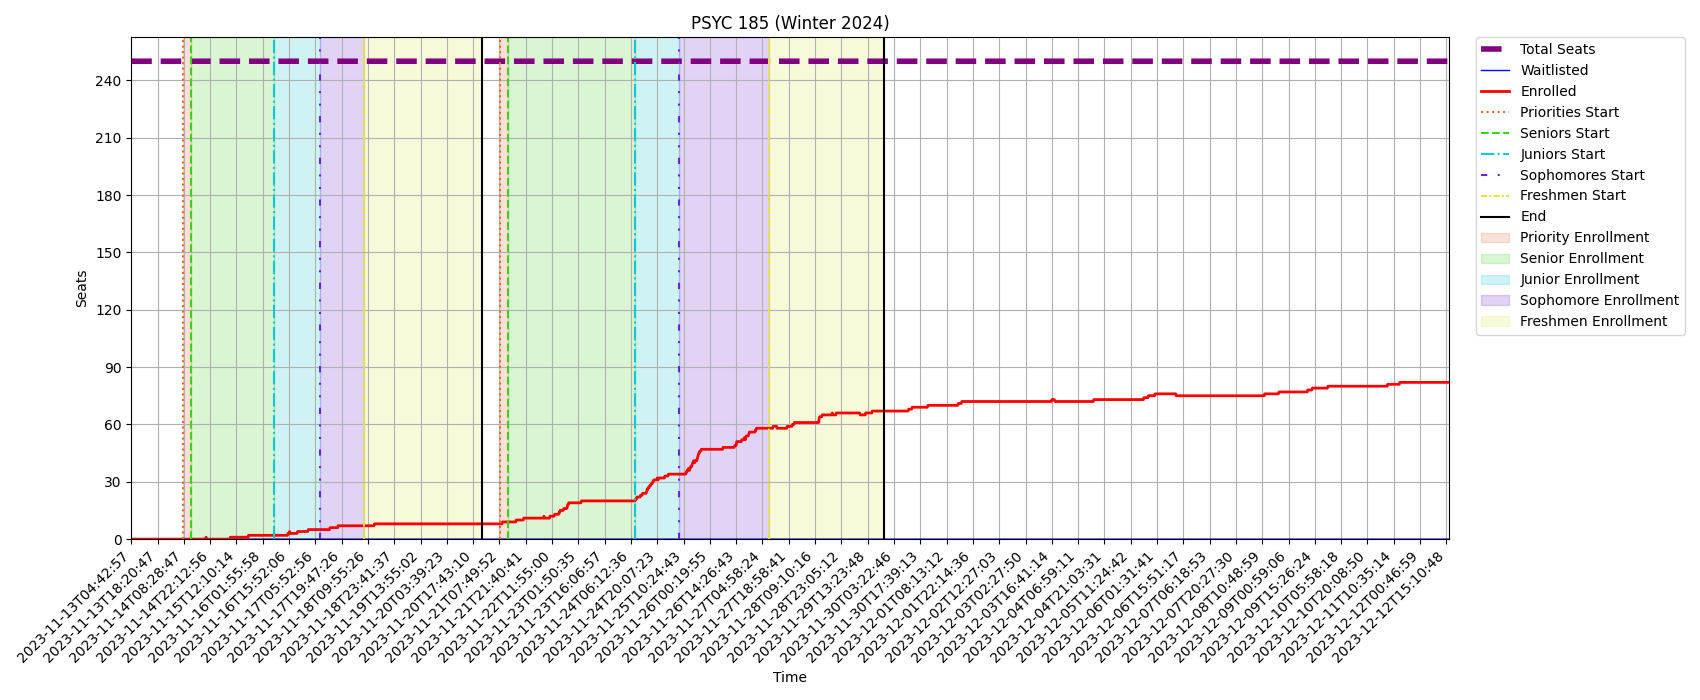 PSYC 185 (Winter 2024)
Seats
240
210
180
150
120
90
60
30
0
2023-11-13T04:42:57
2023-11-13T18:20:47
2023-11-14T08:28:47
2023-11-14T22:12:56
2023-11-15T12:10:14
2023-11-16T01:55:58
2023-11-16T15:52:06
2023-11-17T05:52:56
2023-11-17T19:47:26
2023-11-18T09:55:26
2023-11-18T23:41:37
2023-11-19T13:55:02
2023-11-20T03:39:23
2023-11-20T17:43:10
2023-11-21T07:49:52
2023-11-21T21:40:41
2023-11-22T11:55:00
2023-11-23T01:50:35
2023-11-23T16:06:57
2023-11-24T06:12:36
2023-11-24T20:07:23
2023-11-25T10:24:43
2023-11-26T00:19:55
2023-11-26T14:26:43
2023-11-27T04:58:24
2023-11-27T18:58:41
2023-11-28T09:10:16
2023-11-28T23:05:12
2023-11-29T13:23:48
2023-11-30T03:22:46
2023-11-30T17:39:13
2023-12-01T08:13:12
2023-12-01T22:14:36
2023-12-02T12:27:03
2023-12-03T02:27:50
2023-12-03T16:41:14
2023-12-04T06:59:11
2023-12-04T21:03:31
2023-12-05T11:24:42
2023-12-06T01:31:41
2023-12-06T15:51:17
2023-12-07T06:18:53
2023-12-07T20:27:30
2023-12-08T10:48:59
2023-12-09T00:59:06
2023-12-09T15:26:24
2023-12-10T05:58:18
2023-12-10T20:08:50
2023-12-11T10:35:14
2023-12-12T00:46:59
2023-12-12T15:10:48
Time
Total Seats
Waitlisted
Enrolled
Priorities Start
Seniors Start
Juniors Start
Sophomores Start
Freshmen Start
End
Priority Enrollment
Senior Enrollment
Junior Enrollment
Sophomore Enrollment
Freshmen Enrollment